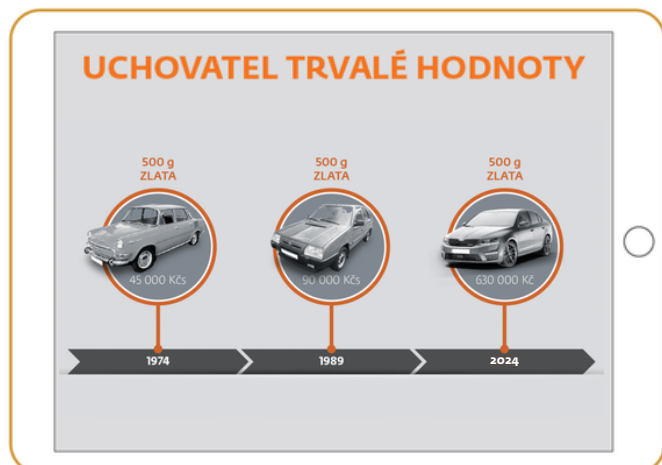 UCHOVATEL TRVALÉ HODNOTY
500 g
ZLATA
45 000 Kčs
1974
500 g
ZLATA
90 000 Kčs
1989
500 g
ZLATA
630 000 Kč
2024